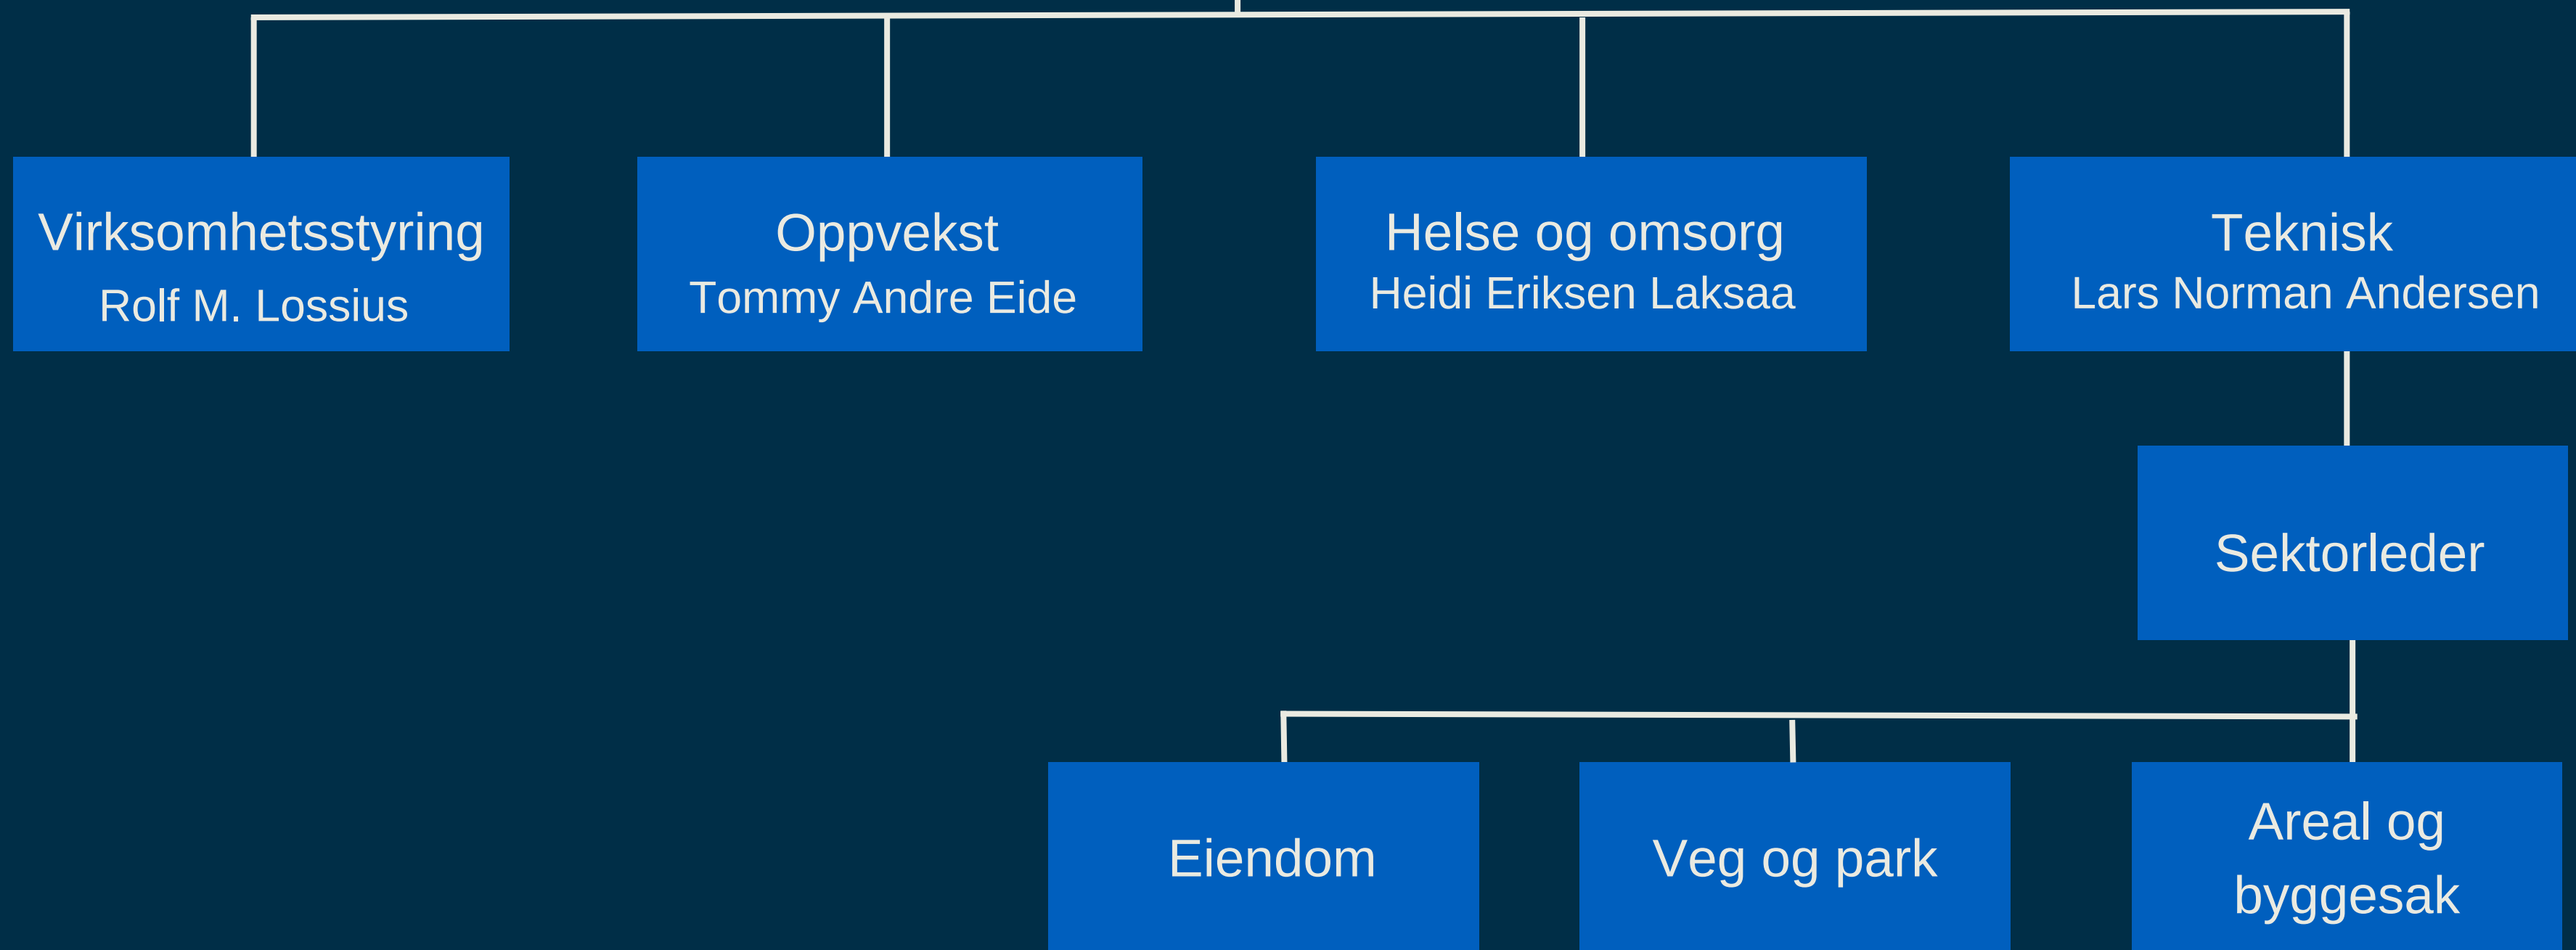 Virksomhetsstyring
Rolf M. Lossius
Oppvekst
Tommy Andre Eide
Helse og omsorg
Heidi Eriksen Laksaa
Teknisk
Lars Norman Andersen
Sektorleder
Eiendom
Veg og park
Areal og
byggesak